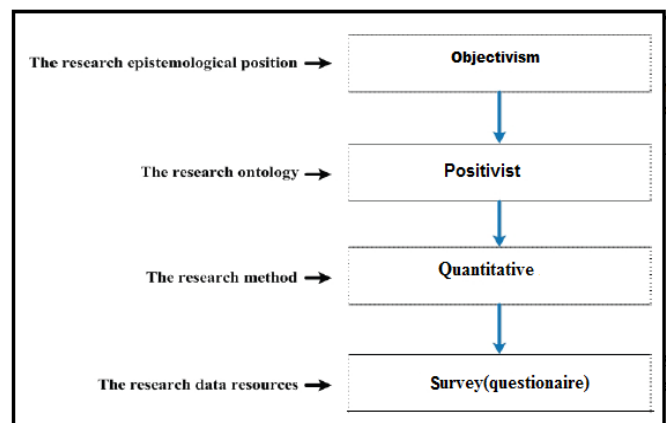 The research epistemological position
Objectivism
The research ontology
Positivist
The research method
Quantitative
The research data resources
Survey(questionaire)